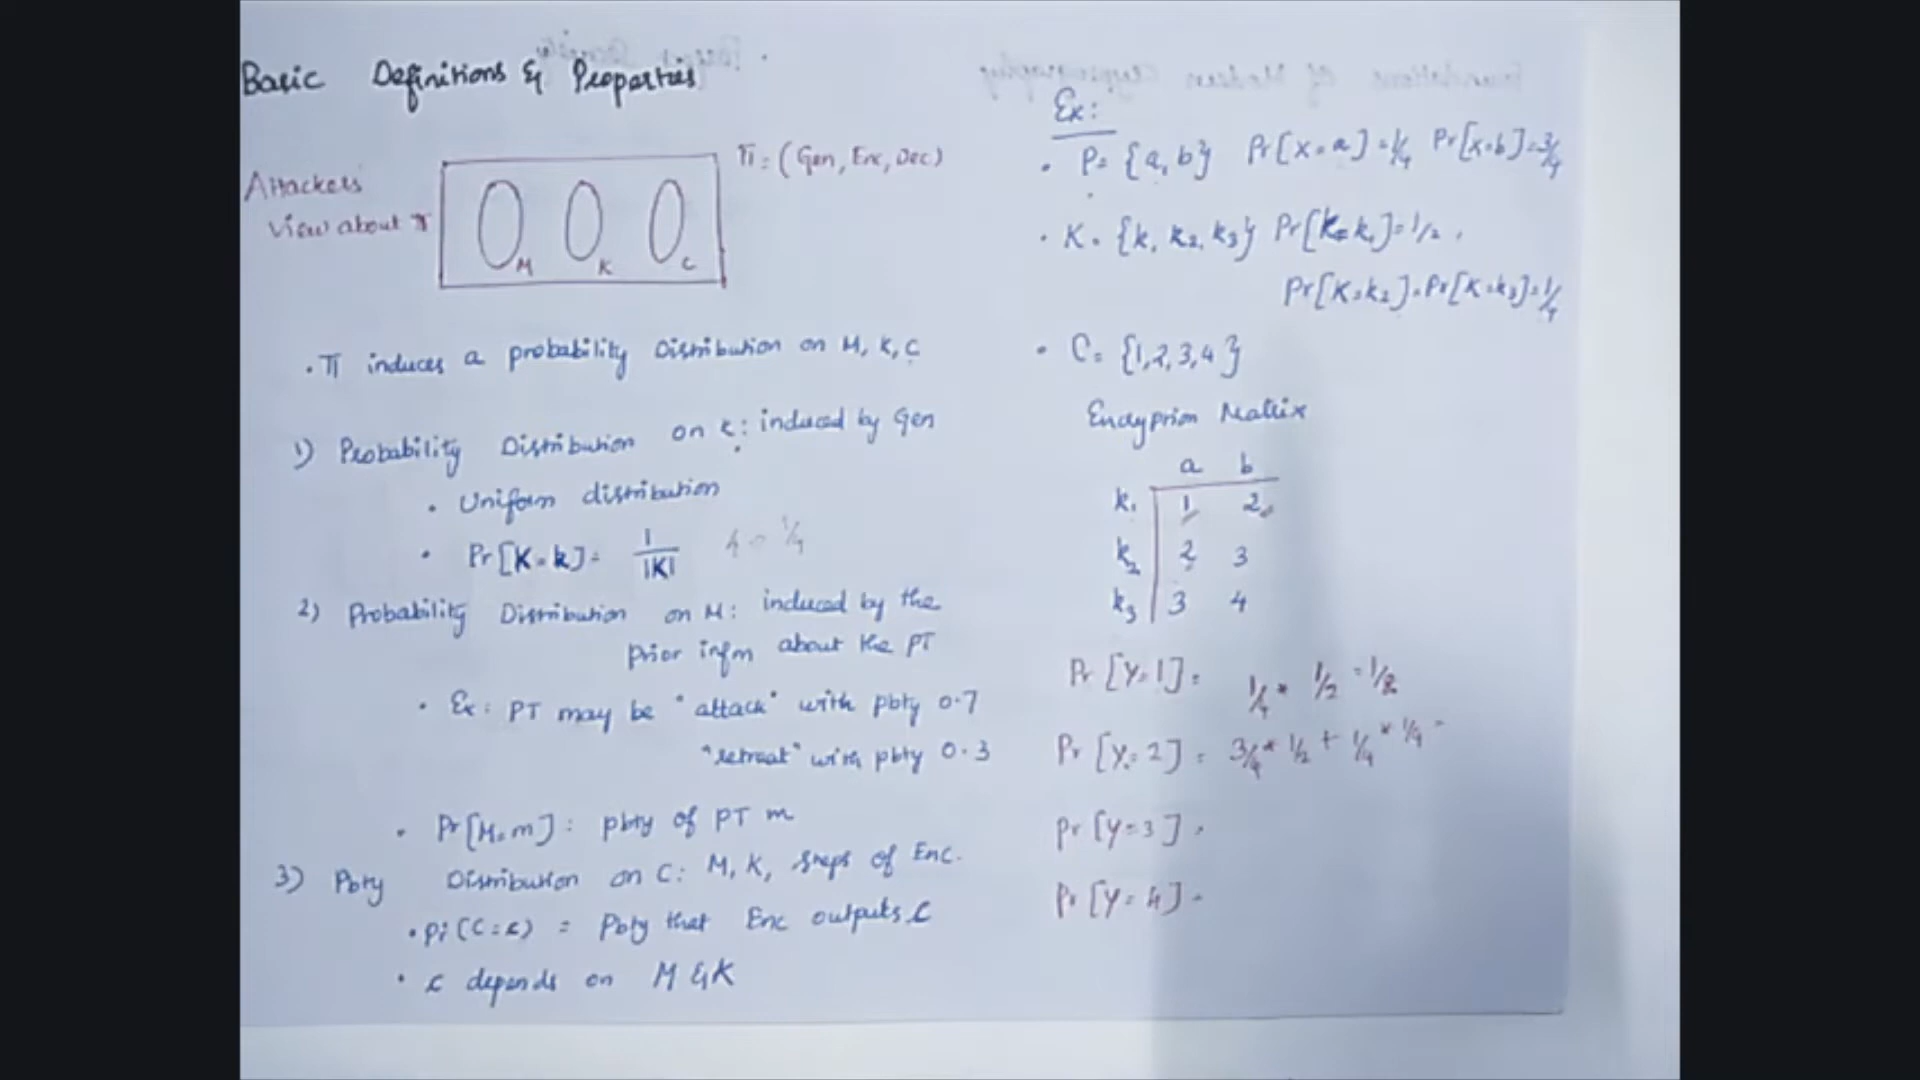 Basic Definitions & Properties
Attackers
View about π
M K C
π = (Gen, Enc, Dec)
• π induces a probability Distribution on M, K, C
1) Probability Distribution on K: induced by Gen
• Uniform distribution
• Pr[K=k] = 1/|K| 4 → 1/4
2) Probability Distribution on M: induced by the
prior infm about the PT
• Ex: PT may be "attack" with pbty 0.7
"retreat" with pbty 0.3
• Pr[M=m]: pbty of PT m
3) Pbty Distribution on C: M, K, steps of Enc.
• Pr(C=c) = Pbty that Enc outputs C
• c depends on M & K
Ex:
• P= {a, b} Pr[x=a]=1/4 Pr[x=b]=3/4
• K= {k1 k2, k3} Pr[K=k1]=1/2,
Pr[K=k2]=Pr[K=k3]=1/4
• C= {1,2,3,4}
Encyprion Matrix
a b
k1 1 2
k2 2 3
k3 3 4
Pr [y=1] = 1/4 * 1/2 = 1/8
Pr [y=2] = 3/4 * 1/2 + 1/4 * 1/4 =
Pr [y=3] =
Pr [y=4] =